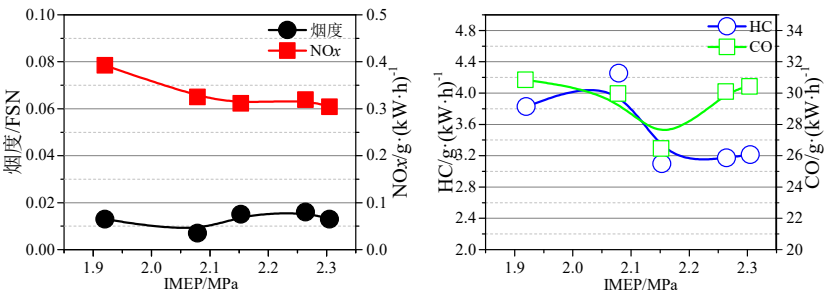 烟度/FSN
0.10
0.08
0.06
0.04
0.02
0.00
烟度
NOx
0.5
0.4
0.3
0.2
0.1
0.0
NOx/g·(kW·h)⁻¹
1.9 2.0 2.1 2.2 2.3
IMEP/MPa
HC/g·(kW·h)⁻¹
4.8
4.4
4.0
3.6
3.2
2.8
2.4
2.0
HC
CO
34
32
30
28
26
24
22
20
CO/g·(kW·h)⁻¹
1.9 2.0 2.1 2.2 2.3
IMEP/MPa